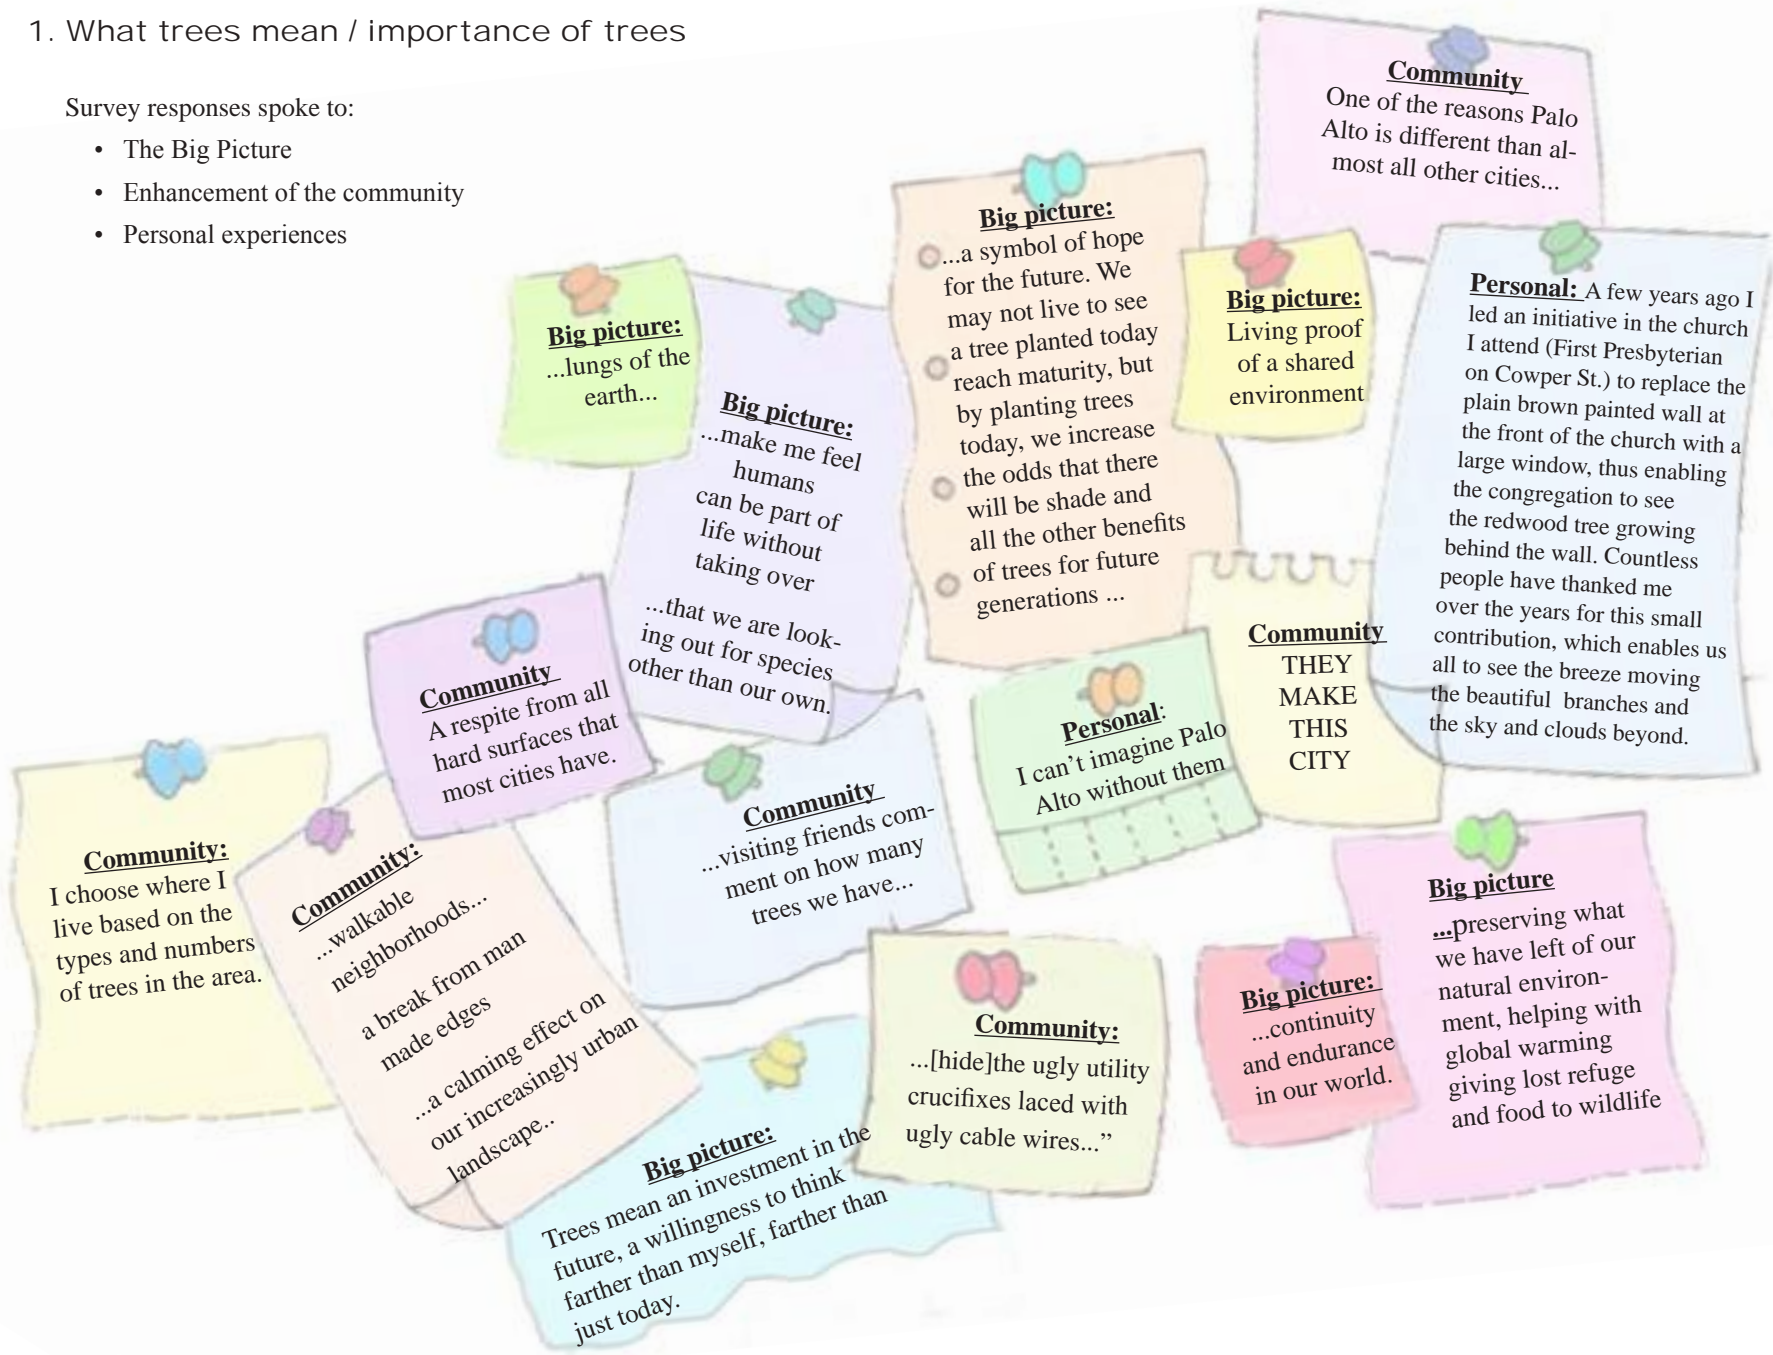 1. What trees mean / importance of trees
Survey responses spoke to:
• The Big Picture
• Enhancement of the community
• Personal experiences
Community
One of the reasons Palo
Alto is different than al-
most all other cities...
Big picture:
...a symbol of hope
for the future. We
may not live to see
a tree planted today
reach maturity, but
by planting trees
today, we increase
the odds that there
will be shade and
all the other benefits
of trees for future
generations ...
Big picture:
Living proof
of a shared
environment
Personal: A few years ago I
led an initiative in the church
I attend (First Presbyterian
on Cowper St.) to replace the
plain brown painted wall at
the front of the church with a
large window, thus enabling
the congregation to see
the redwood tree growing
behind the wall. Countless
people have thanked me
over the years for this small
contribution, which enables us
all to see the breeze moving
the beautiful branches and
the sky and clouds beyond.
Big picture:
...lungs of the
earth...
Big picture:
...make me feel
humans
can be part of
life without
taking over
...that we are look-
ing out for species
other than our own.
Community
A respite from all
hard surfaces that
most cities have.
Personal:
I can't imagine Palo
Alto without them
Community
THEY
MAKE
THIS
CITY
Community:
I choose where I
live based on the
types and numbers
of trees in the area.
Community:
...walkable
neighborhoods...
a break from man
made edges
...a calming effect on
our increasingly urban
landscape..
Community
...visiting friends com-
ment on how many
trees we have...
Community:
...[hide]the ugly utility
crucifixes laced with
ugly cable wires...”
Big picture:
...continuity
and endurance
in our world.
Big picture
...preserving what
we have left of our
natural environ-
ment, helping with
global warming
giving lost refuge
and food to wildlife
Big picture:
Trees mean an investment in the
future, a willingness to think
farther than myself, farther than
just today.